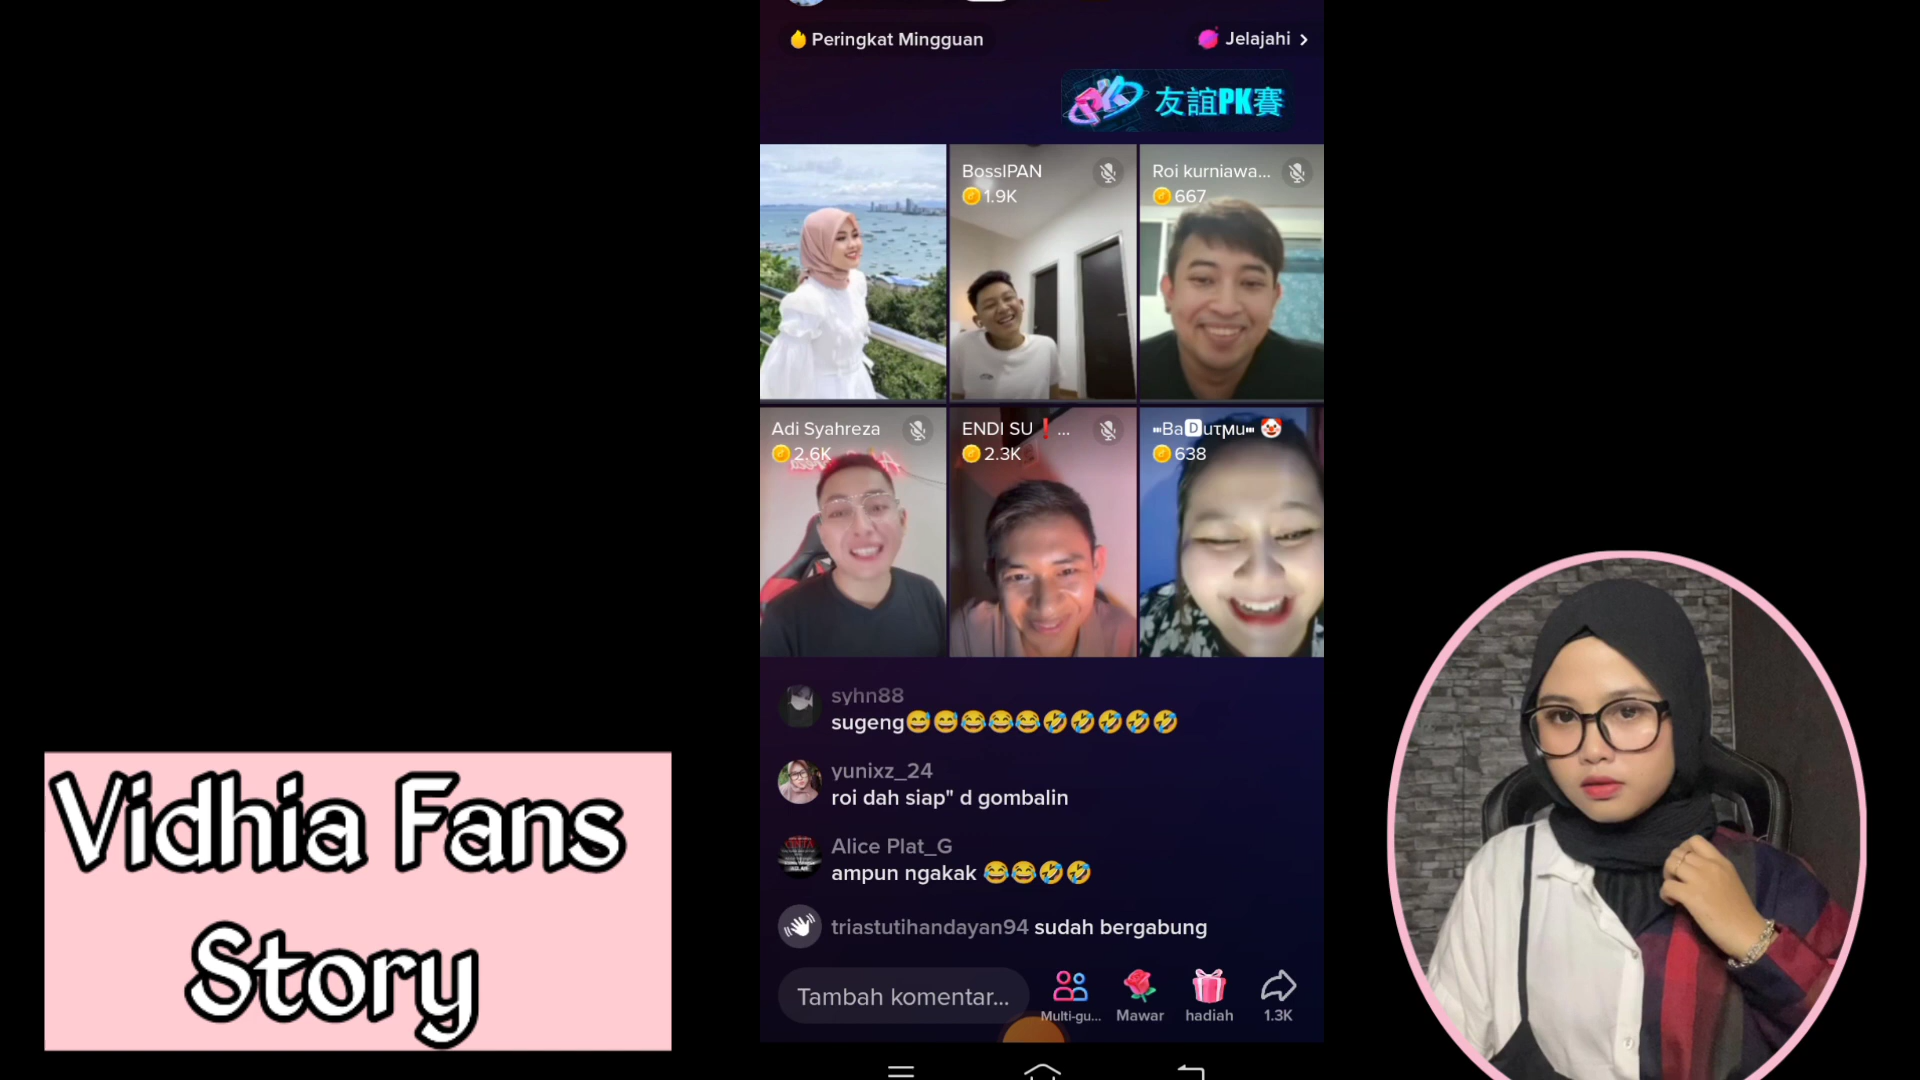 Peringkat Mingguan
Jelajahi >
友誼PK賽
BossIPAN
1.9K
Roi kurniawa...
667
Adi Syahreza
2.6K
ENDI SU❗...
2.3K
Ba🅳uτμu 🤡
638
syhn88
sugeng😅😅😂😂😂🤣🤣🤣🤣🤣
yunixz_24
roi dah siap" d gombalin
Alice Plat_G
ampun ngakak 😂😂🤣🤣
triastutihandayan94 sudah bergabung
Tambah komentar...
Multi-gu...
Mawar
hadiah
1.3K
Vidhia Fans
Story